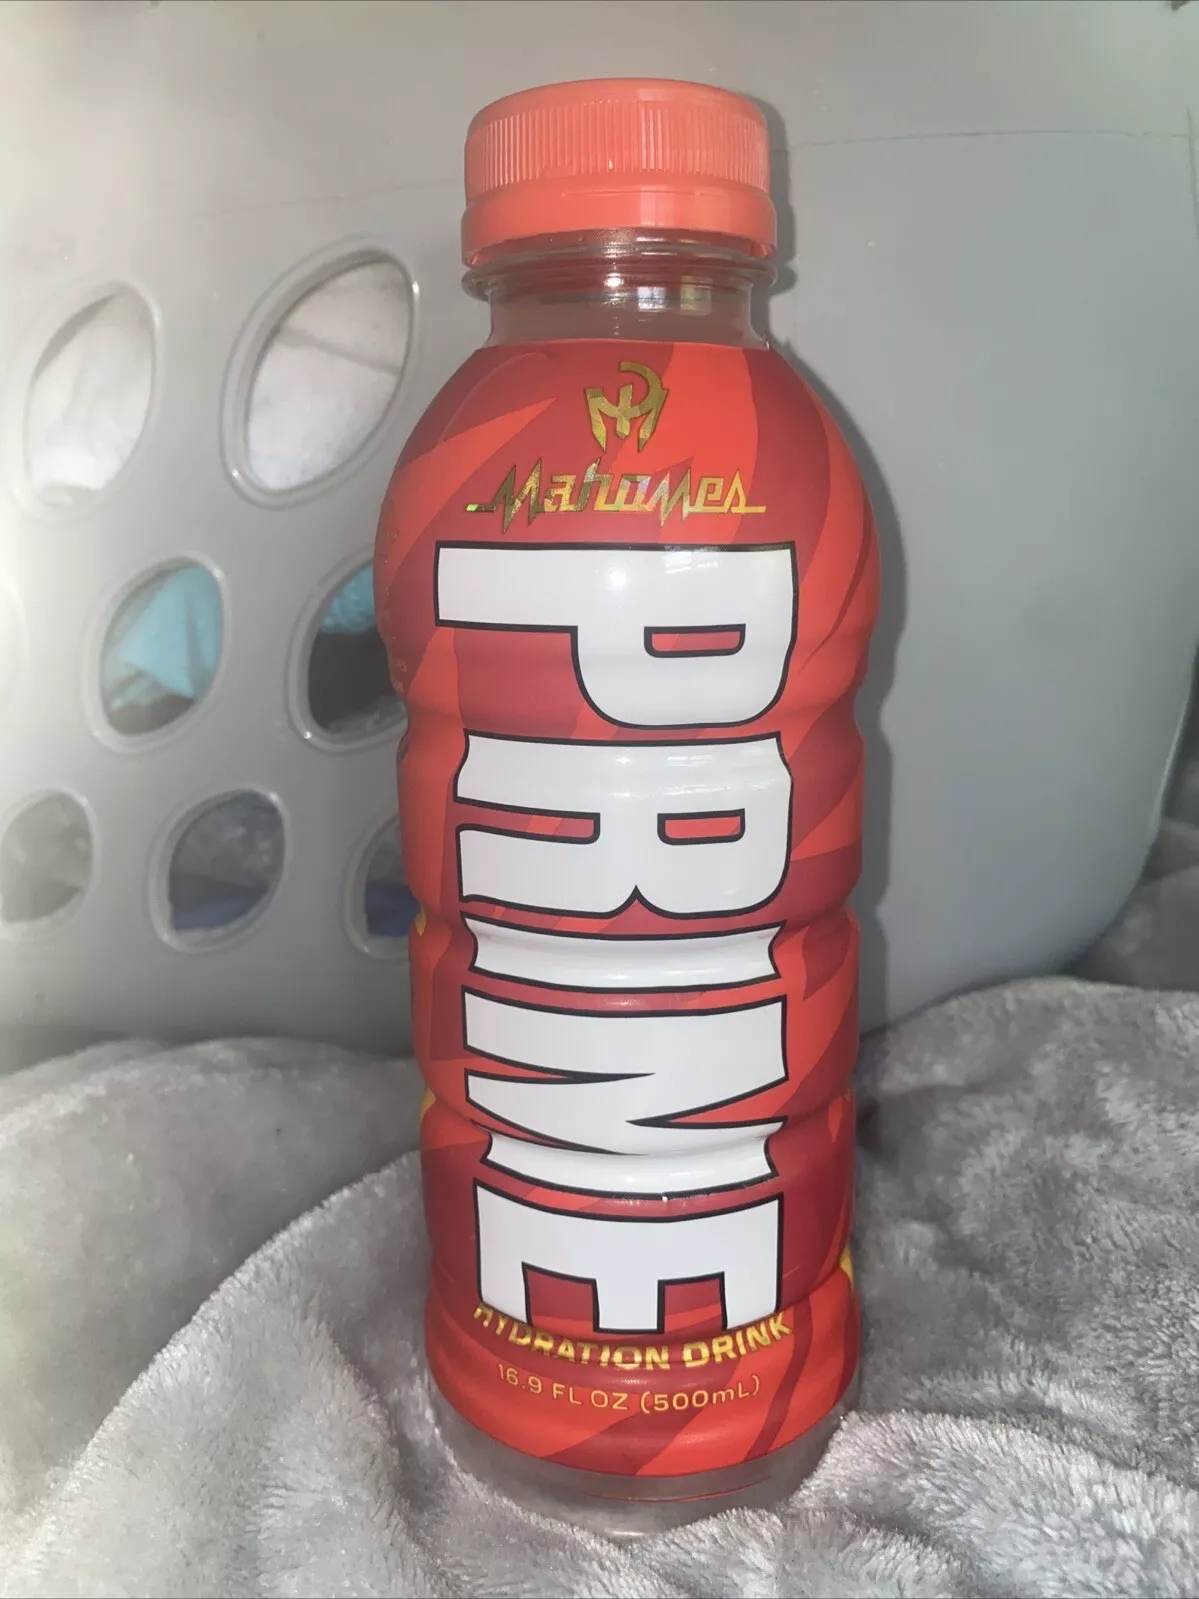 Mahomes
PRIME
HYDRATION DRINK
16.9 FL OZ (500mL)